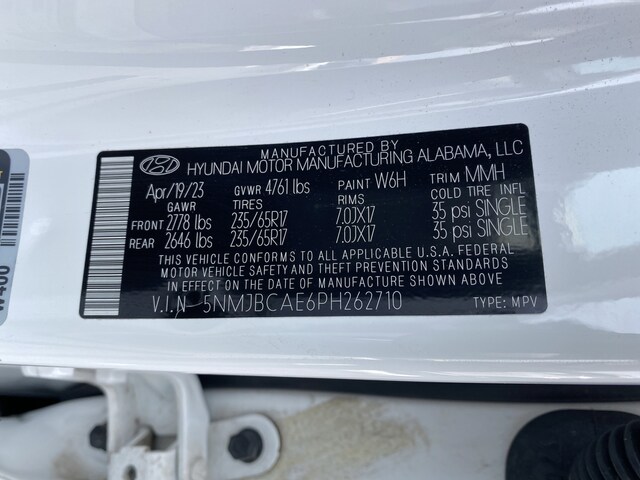 MANUFACTURED BY
HYUNDAI MOTOR MANUFACTURING ALABAMA, LLC
Apr/19/23 GVWR 4761 lbs PAINT W6H TRIM MMH
GAWR TIRES RIMS COLD TIRE INFL
FRONT 2778 lbs 235/65R17 7.0JX17 35 psi SINGLE
REAR 2646 lbs 235/65R17 7.0JX17 35 psi SINGLE
THIS VEHICLE CONFORMS TO ALL APPLICABLE U.S.A. FEDERAL
MOTOR VEHICLE SAFETY AND THEFT PREVENTION STANDARDS
IN EFFECT ON THE DATE OF MANUFACTURE SHOWN ABOVE.
V.I.N 5NMJBCAE6PH262710 TYPE: MPV